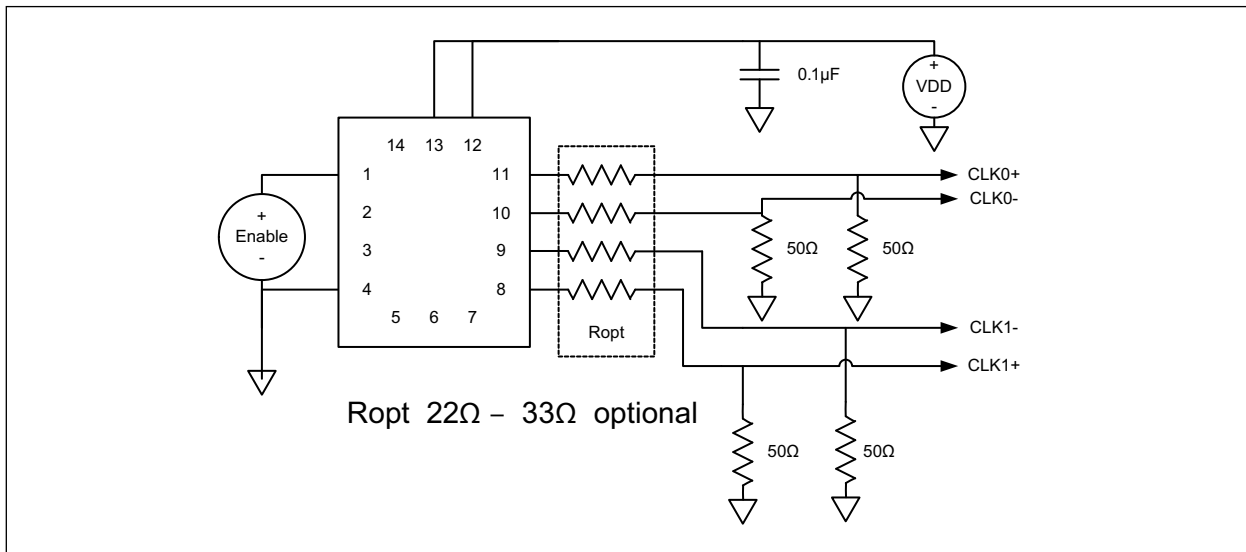 +
VDD
-
0.1µF
14 13 12
1
11
CLK0+
CLK0-
2
10
+
Enable
-
3
9
50Ω
50Ω
4
8
5 6 7
Ropt
CLK1-
CLK1+
Ropt 22Ω – 33Ω optional
50Ω
50Ω